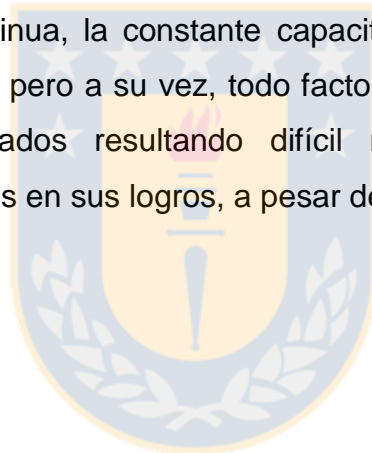 inua, la constante capacit
pero a su vez, todo facto
ados resultando difícil
s en sus logros, a pesar de